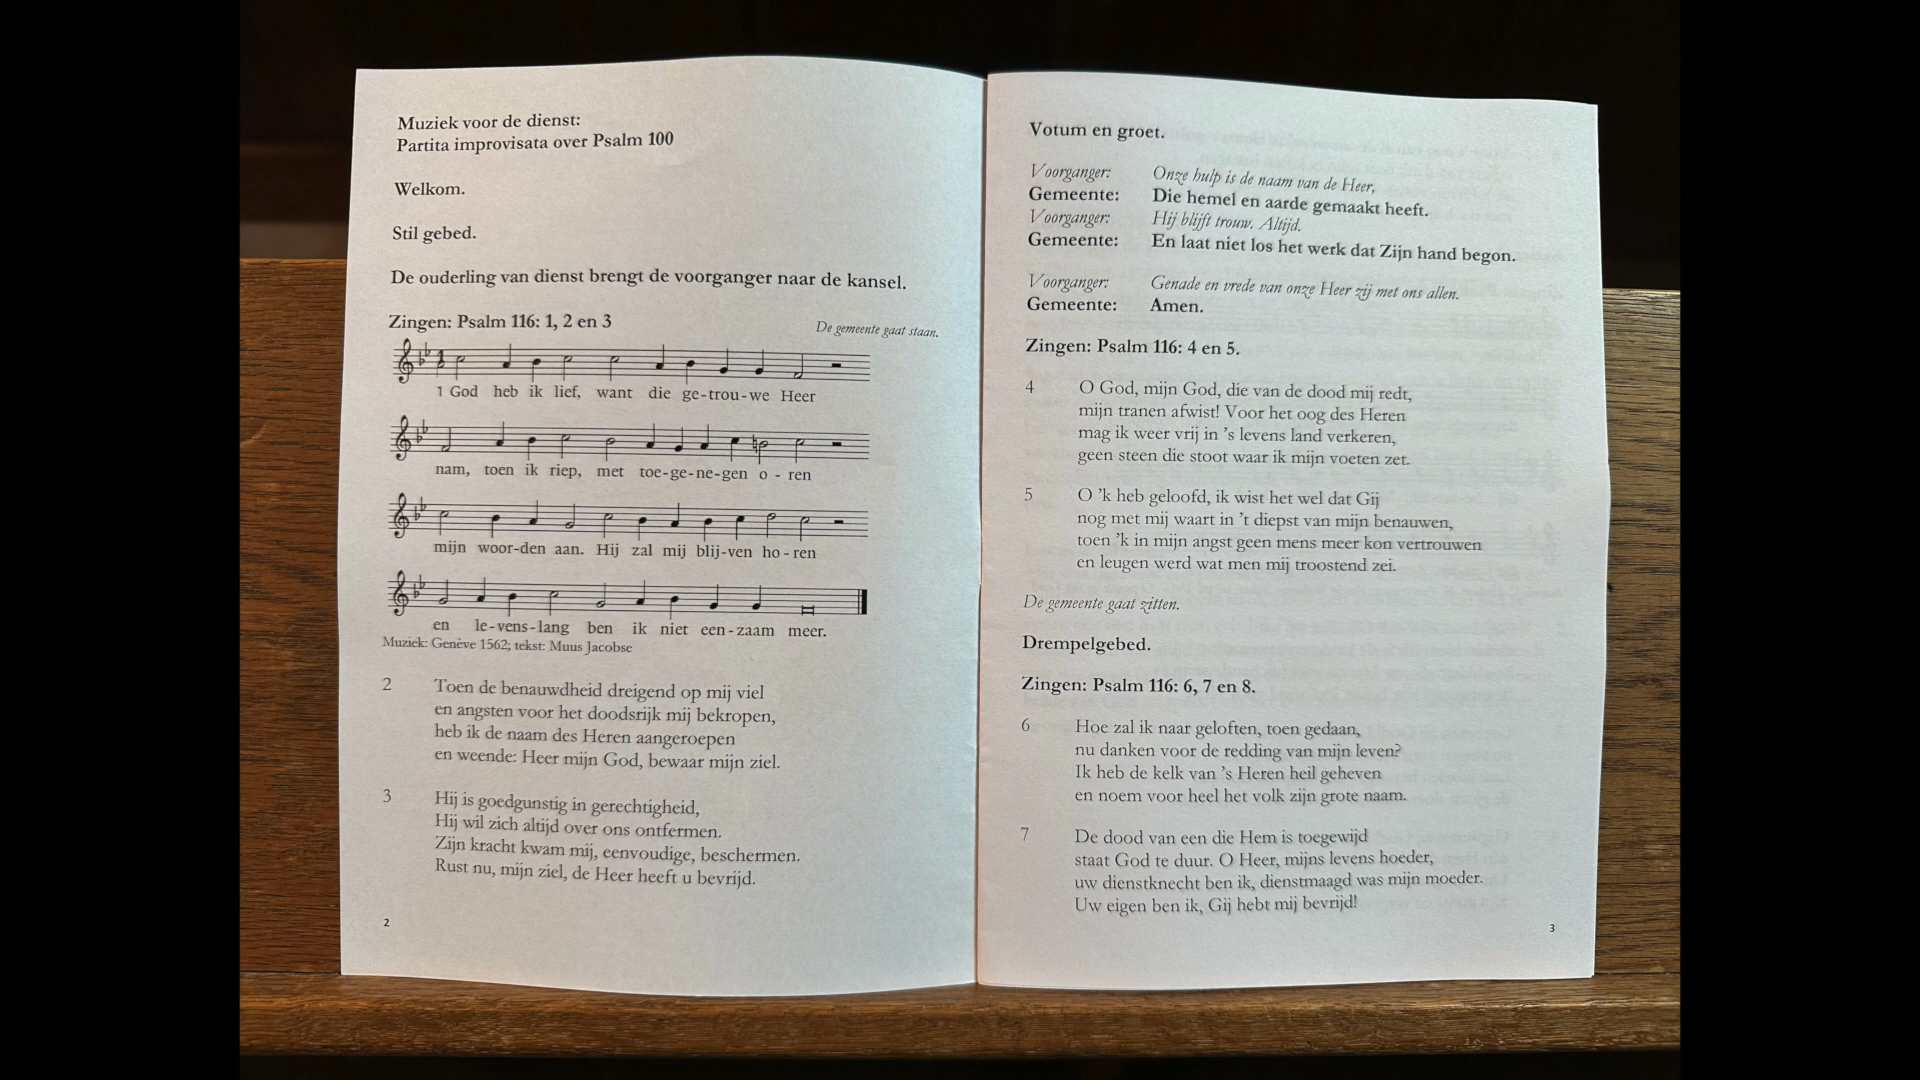 Muziek voor de dienst:
Partita improvisata over Psalm 100
Welkom.
Stil gebed.
De ouderling van dienst brengt de voorganger naar de kansel.
Zingen: Psalm 116: 1, 2 en 3
De gemeente gaat staan.
1 God heb ik lief, want die ge-trou-we Heer
nam, toen ik riep, met toe-ge-ne-gen o - ren
mijn woor-den aan. Hij zal mij blij-ven ho - ren
en le-vens-lang ben ik niet een-zaam meer.
Muziek: Genève 1562; tekst: Muus Jacobse
2 Toen de benauwdheid dreigend op mij viel
en angsten voor het doodsrijk mij bekropen,
heb ik de naam des Heren aangeroepen
en weende: Heer mijn God, bewaar mijn ziel.
3 Hij is goedgunstig in gerechtigheid,
Hij wil zich altijd over ons ontfermen.
Zijn kracht kwam mij, eenvoudige, beschermen.
Rust nu, mijn ziel, de Heer heeft u bevrijd.
2
Votum en groet.
Voorganger: Onze hulp is de naam van de Heer,
Gemeente: Die hemel en aarde gemaakt heeft.
Voorganger: Hij blijft trouw. Altijd.
Gemeente: En laat niet los het werk dat Zijn hand begon.
Voorganger: Genade en vrede van onze Heer zij met ons allen.
Gemeente: Amen.
Zingen: Psalm 116: 4 en 5.
4 O God, mijn God, die van de dood mij redt,
mijn tranen afwist! Voor het oog des Heren
mag ik weer vrij in ’s levens land verkeren,
geen steen die stoot waar ik mijn voeten zet.
5 O ’k heb geloofd, ik wist het wel dat Gij
nog met mij waart in ’t diepst van mijn benauwen,
toen ’k in mijn angst geen mens meer kon vertrouwen
en leugen werd wat men mij troostend zei.
De gemeente gaat zitten.
Drempelgebed.
Zingen: Psalm 116: 6, 7 en 8.
6 Hoe zal ik naar geloften, toen gedaan,
nu danken voor de redding van mijn leven?
Ik heb de kelk van ’s Heren heil geheven
en noem voor heel het volk zijn grote naam.
7 De dood van een die Hem is toegewijd
staat God te duur. O Heer, mijns levens hoeder,
uw dienstknecht ben ik, dienstmaagd was mijn moeder.
Uw eigen ben ik, Gij hebt mij bevrijd!
3